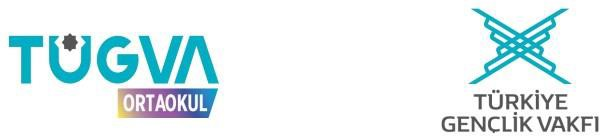 TÜGVA
ORTAOKUL
TÜRKİYE
GENÇLİK VAKFI